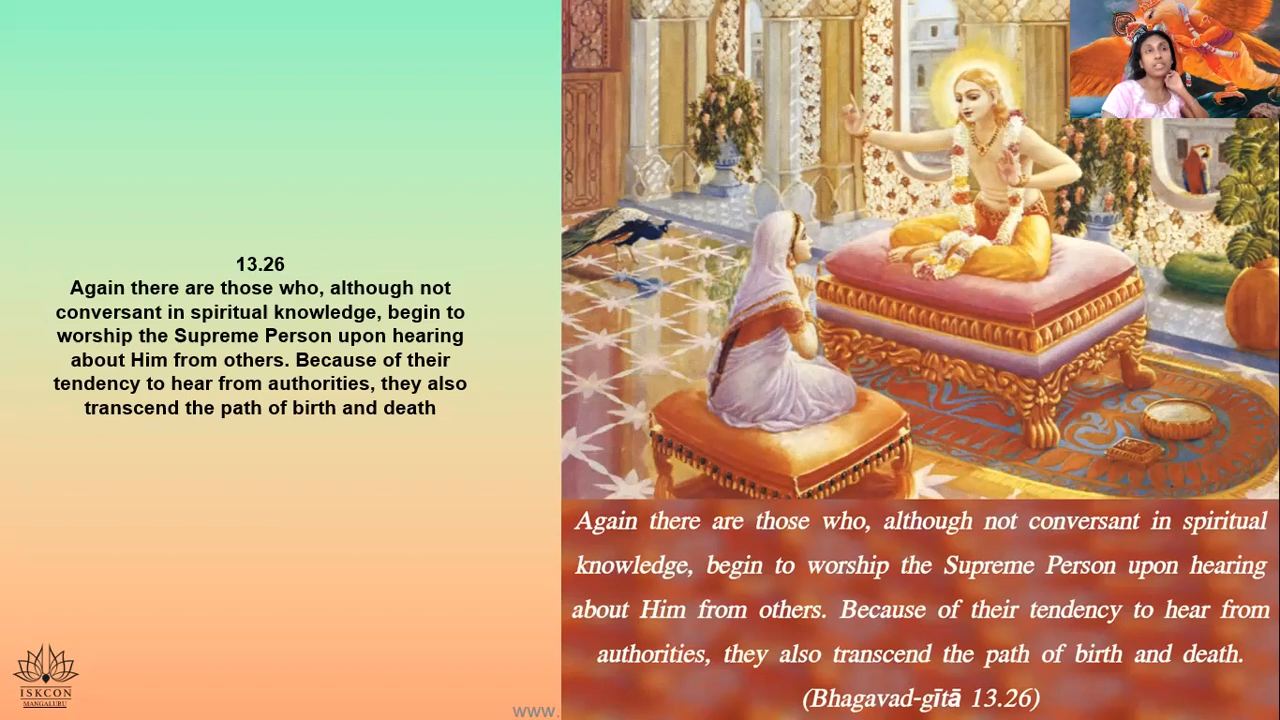 13.26
Again there are those who, although not
conversant in spiritual knowledge, begin to
worship the Supreme Person upon hearing
about Him from others. Because of their
tendency to hear from authorities, they also
transcend the path of birth and death
ISKCON
MANGALURU
www.
Again there are those who, although not conversant in spiritual
knowledge, begin to worship the Supreme Person upon hearing
about Him from others. Because of their tendency to hear from
authorities, they also transcend the path of birth and death.
(Bhagavad-gītā 13.26)